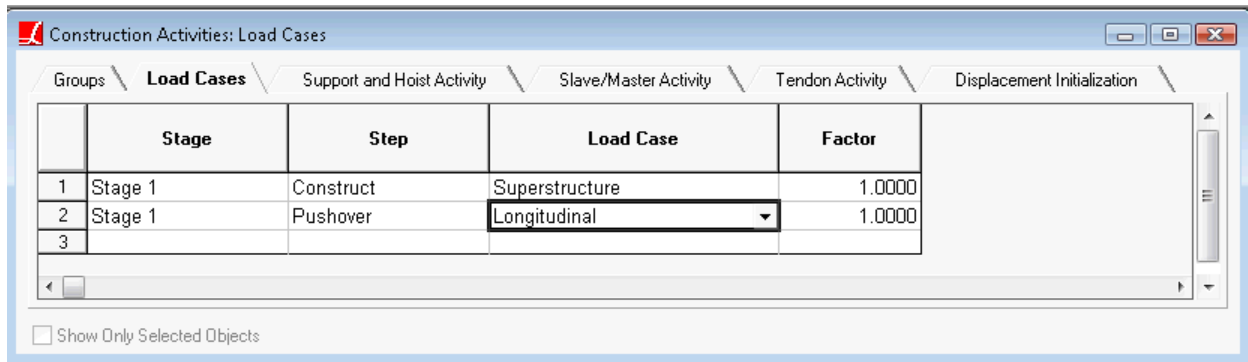 Construction Activities: Load Cases
Groups Load Cases Support and Hoist Activity Slave/Master Activity Tendon Activity Displacement Initialization
Stage Step Load Case Factor
1 Stage 1 Construct Superstructure 1.0000
2 Stage 1 Pushover Longitudinal 1.0000
3
Show Only Selected Objects